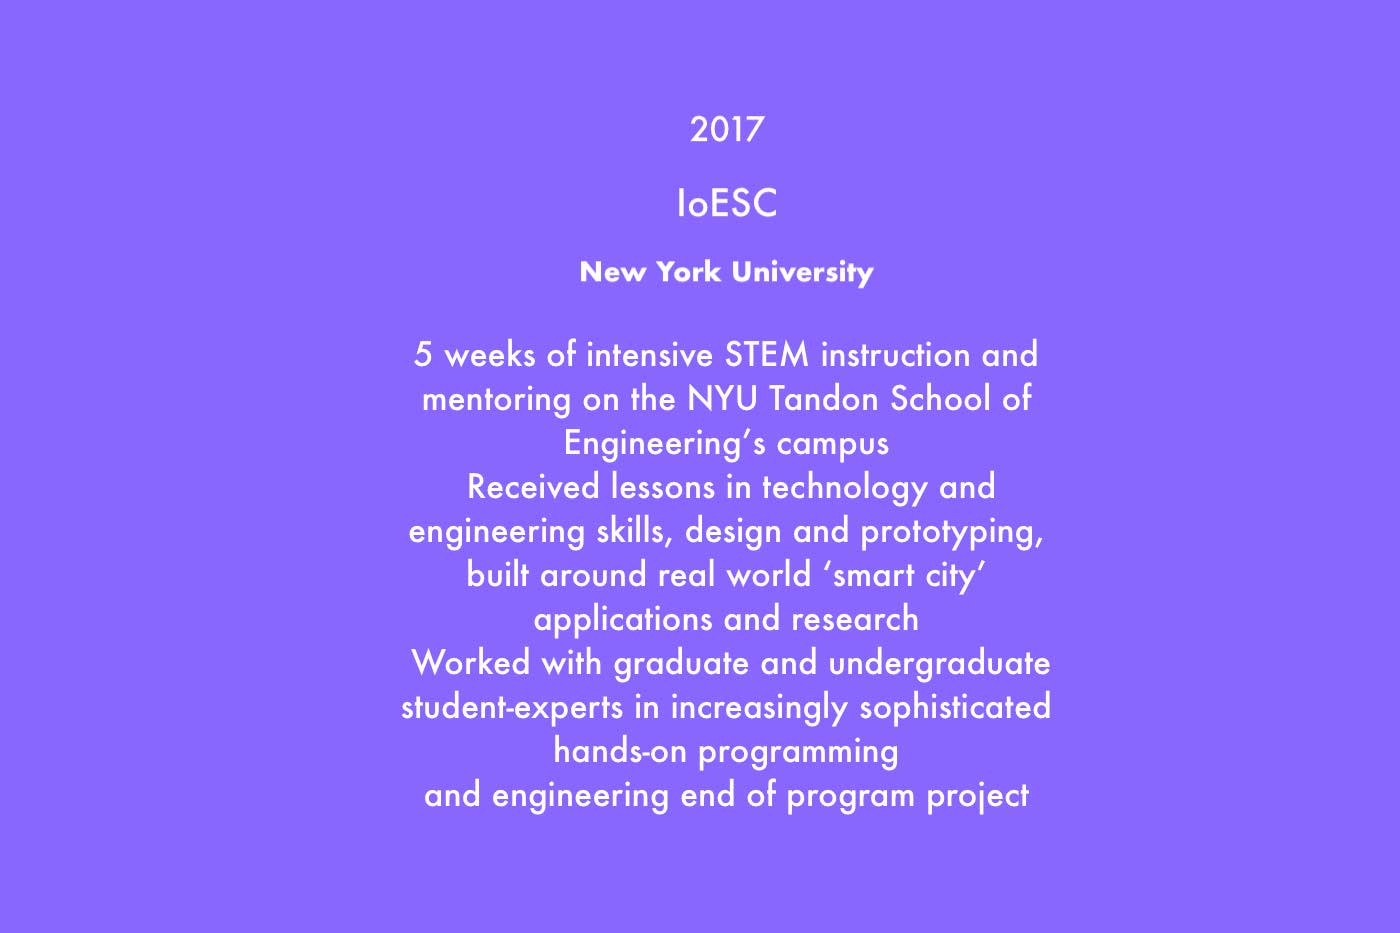 2017
IoESC
New York University
5 weeks of intensive STEM instruction and
mentoring on the NYU Tandon School of
Engineering’s campus
Received lessons in technology and
engineering skills, design and prototyping,
built around real world ‘smart city’
applications and research
Worked with graduate and undergraduate
student-experts in increasingly sophisticated
hands-on programming
and engineering end of program project